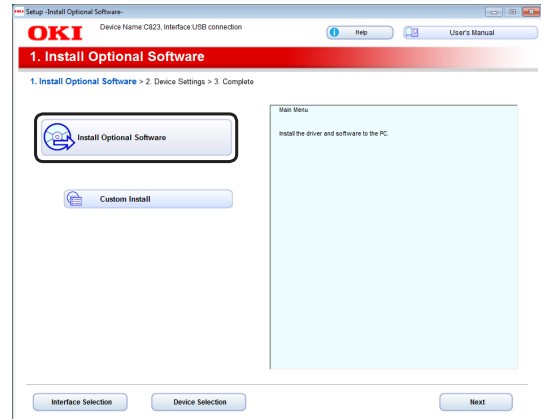 Setup -Install Optional Software-
OKI
Device Name:C823, Interface:USB connection
Help
User's Manual
1. Install Optional Software
1. Install Optional Software > 2. Device Settings > 3. Complete
Install Optional Software
Custom Install
Main Menu
Install the driver and software to the PC.
Interface Selection
Device Selection
Next